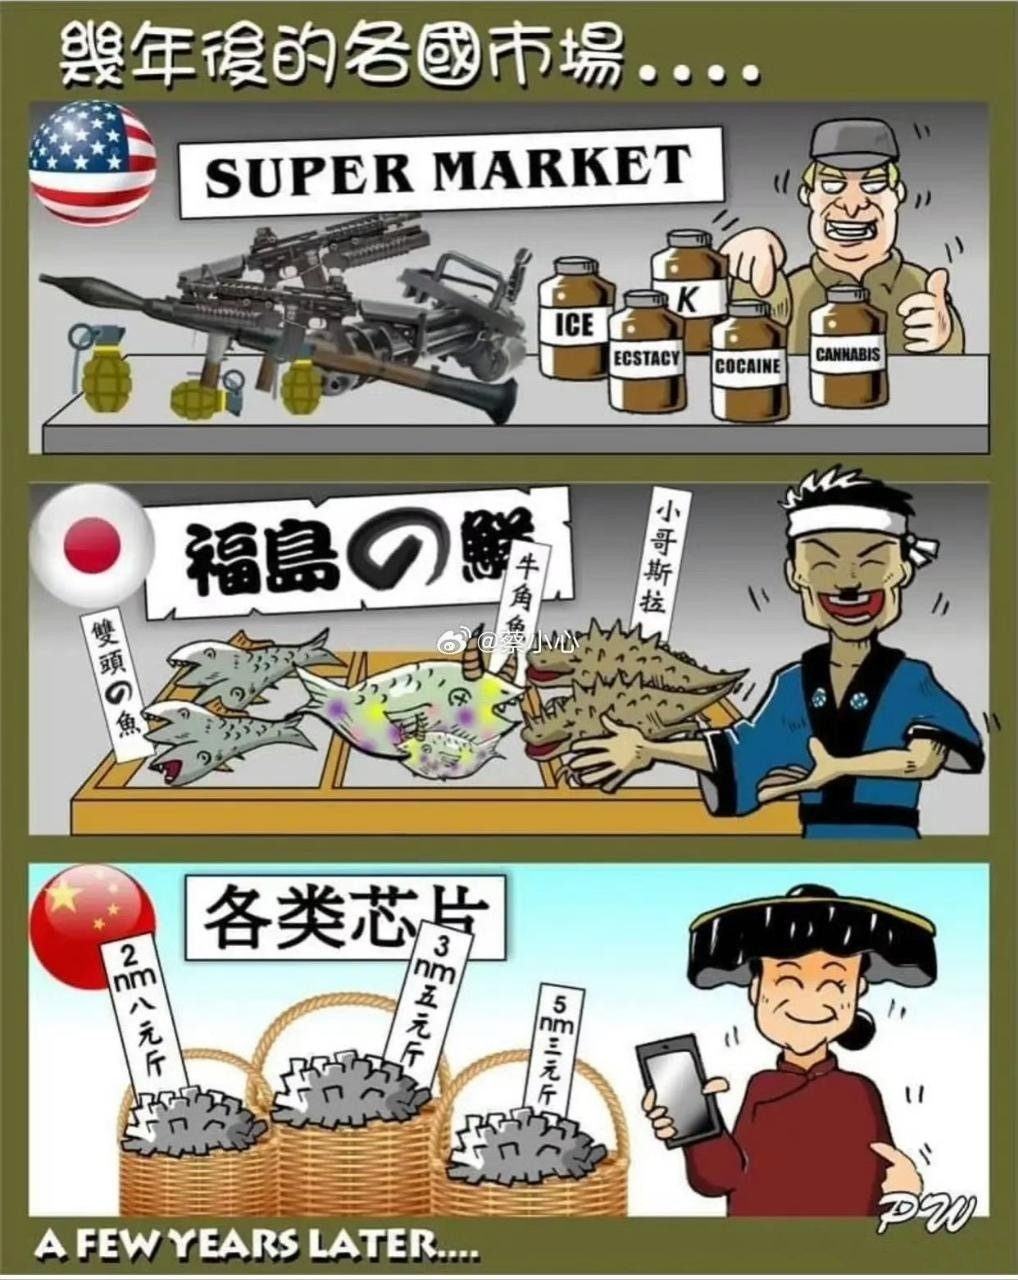 幾年後的各國市場....
SUPER MARKET
ICE
K
ECSTACY
COCAINE
CANNABIS
福島の鮮
雙頭の魚
牛角魚
小哥斯拉
@蔡小心
各类芯片
2nm八元斤
3nm五元斤
5nm三元斤
PW
A FEW YEARS LATER....